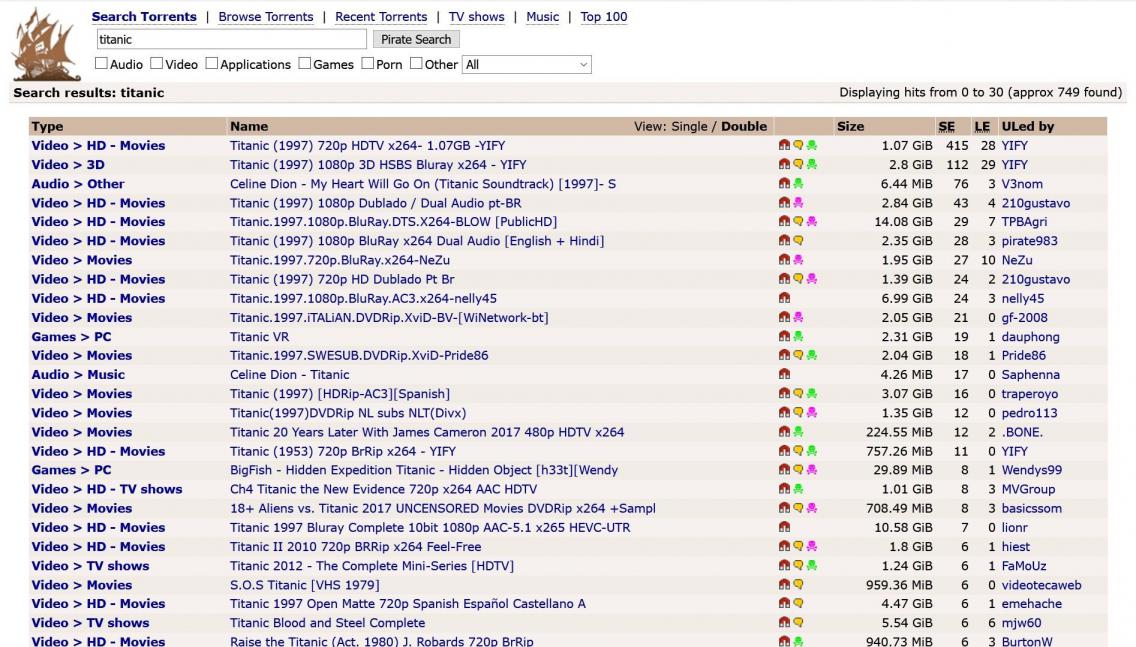 Search Torrents | Browse Torrents | Recent Torrents | TV shows | Music | Top 100
titanic Pirate Search
Audio Video Applications Games Porn Other All
Search results: titanic Displaying hits from 0 to 30 (approx 749 found)
Type Name View: Single / Double Size SE LE ULed by
Video > HD - Movies Titanic (1997) 720p HDTV x264- 1.07GB -YIFY 1.07 GiB 415 28 YIFY
Video > 3D Titanic (1997) 1080p 3D HSBS Bluray x264 - YIFY 2.8 GiB 112 29 YIFY
Audio > Other Celine Dion - My Heart Will Go On (Titanic Soundtrack) [1997]- S 6.44 MiB 76 3 V3nom
Video > HD - Movies Titanic (1997) 1080p Dublado / Dual Audio pt-BR 2.84 GiB 43 4 210gustavo
Video > HD - Movies Titanic.1997.1080p.BluRay.DTS.X264-BLOW [PublicHD] 14.08 GiB 29 7 TPBAgri
Video > HD - Movies Titanic (1997) 1080p BluRay x264 Dual Audio [English + Hindi] 2.35 GiB 28 3 pirate983
Video > Movies Titanic.1997.720p.BluRay.x264-NeZu 1.95 GiB 27 10 NeZu
Video > HD - Movies Titanic (1997) 720p HD Dublado Pt Br 1.39 GiB 24 2 210gustavo
Video > HD - Movies Titanic.1997.1080p.BluRay.AC3.x264-nelly45 6.99 GiB 24 3 nelly45
Video > Movies Titanic.1997.iTALiAN.DVDRip.XviD-BV-[WiNetwork-bt] 2.05 GiB 21 0 gf-2008
Games > PC Titanic VR 2.31 GiB 19 1 dauphong
Video > Movies Titanic.1997.SWESUB.DVDRip.XviD-Pride86 2.04 GiB 18 1 Pride86
Audio > Music Celine Dion - Titanic 4.26 MiB 17 0 Saphenna
Video > Movies Titanic (1997) [HDRip-AC3][Spanish] 3.07 GiB 16 0 traperoyo
Video > Movies Titanic(1997)DVDRip NL subs NLT(Divx) 1.35 GiB 12 0 pedro113
Video > Movies Titanic 20 Years Later With James Cameron 2017 480p HDTV x264 224.55 MiB 12 2 .BONE.
Video > HD - Movies Titanic (1953) 720p BrRip x264 - YIFY 757.26 MiB 11 0 YIFY
Games > PC BigFish - Hidden Expedition Titanic - Hidden Object [h33t][Wendy 29.89 MiB 8 1 Wendys99
Video > HD - TV shows Ch4 Titanic the New Evidence 720p x264 AAC HDTV 1.01 GiB 8 3 MVGroup
Video > Movies 18+ Aliens vs. Titanic 2017 UNCENSORED Movies DVDRip x264 +Sampl 708.49 MiB 8 3 basicssom
Video > HD - Movies Titanic 1997 Bluray Complete 10bit 1080p AAC-5.1 x265 HEVC-UTR 10.58 GiB 7 0 lionr
Video > HD - Movies Titanic II 2010 720p BRRip x264 Feel-Free 1.8 GiB 6 1 hiest
Video > TV shows Titanic 2012 - The Complete Mini-Series [HDTV] 1.24 GiB 6 1 FaMoUz
Video > Movies S.O.S Titanic [VHS 1979] 959.36 MiB 6 0 videotecaweb
Video > HD - Movies Titanic 1997 Open Matte 720p Spanish Español Castellano A 4.47 GiB 6 1 emehache
Video > TV shows Titanic Blood and Steel Complete 5.54 GiB 6 6 mjw60
Video > HD - Movies Raise the Titanic (Act. 1980) J. Robards 720p BrRip 940.73 MiB 6 3 BurtonW